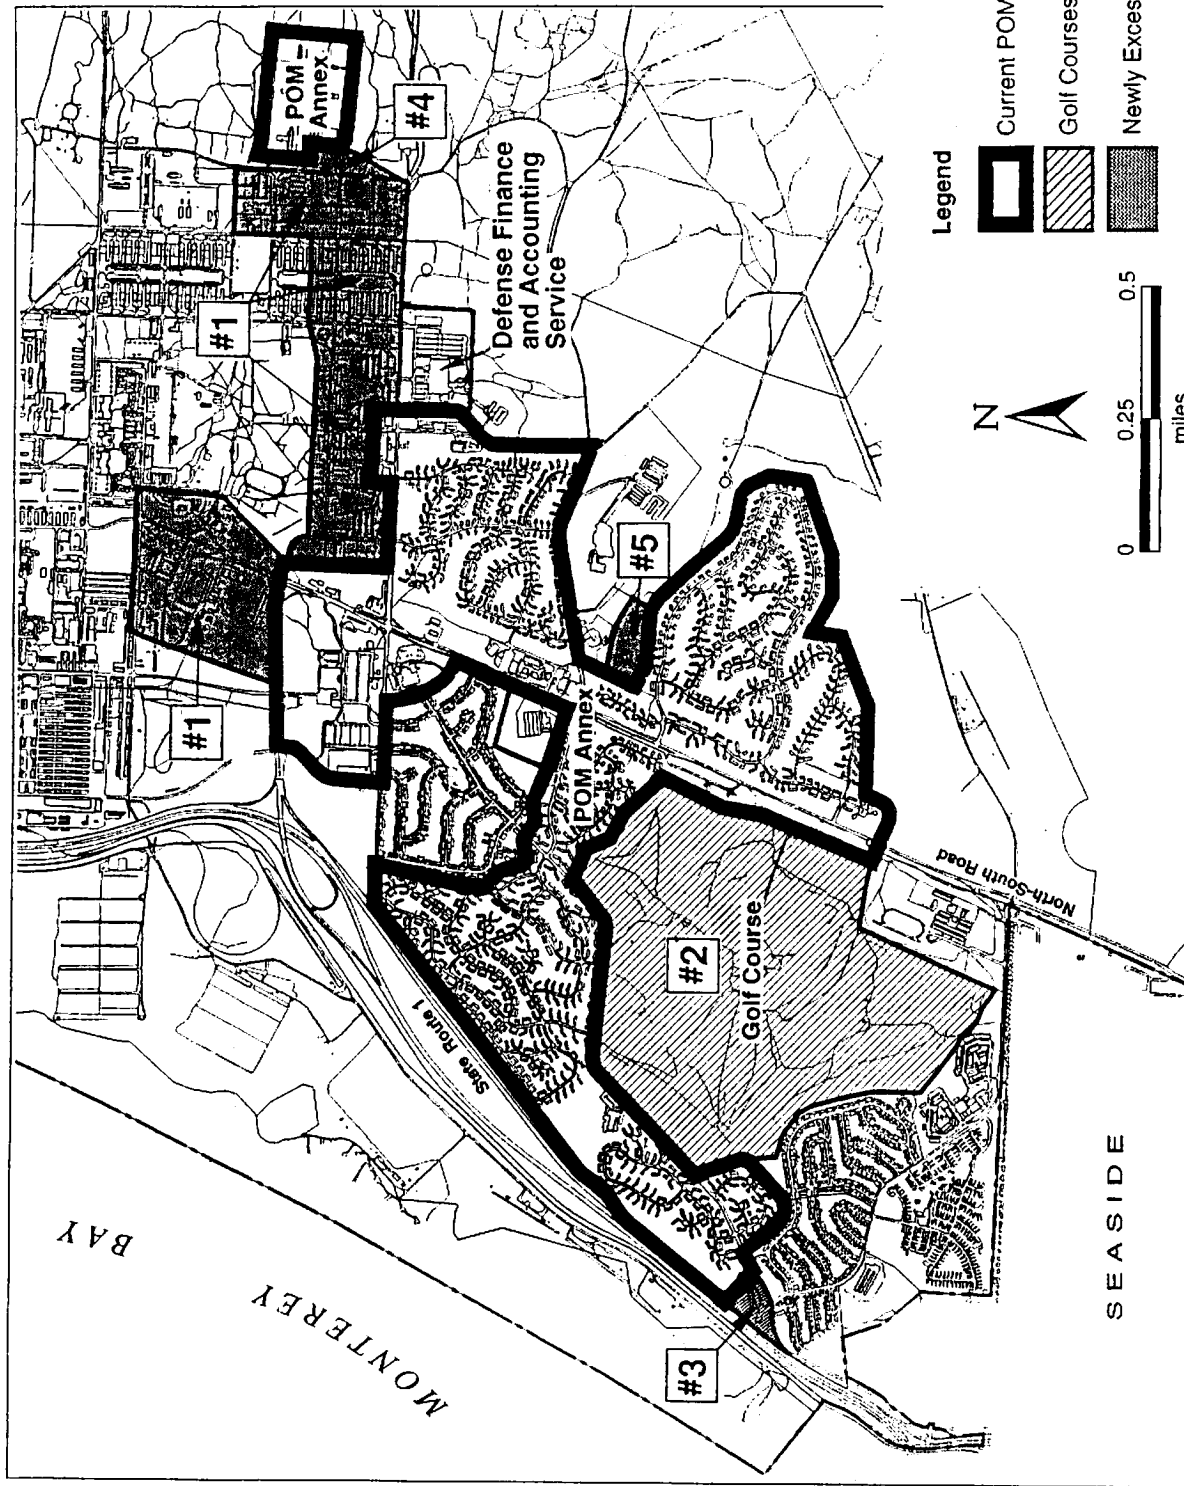 POM
Annex
#4
#1
Defense Finance
and Accounting
Service
#1
#5
POM Annex
#2
Golf Course
State Route 1
North-South Road
#3
MONTEREY
BAY
SEASIDE
Legend
Current POM
Golf Courses
Newly Exces
N
0
0.25
0.5
miles